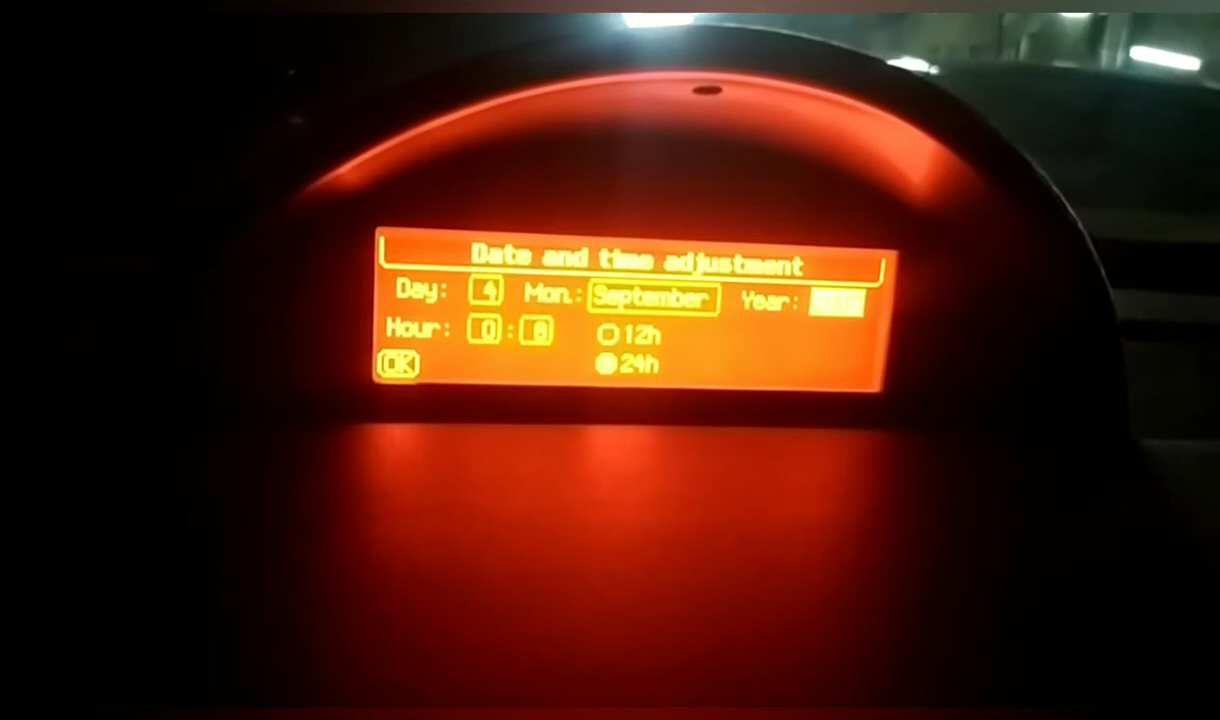 Date and time adjustment
Day: 4 Mon.: September Year:
Hour: 0 : 8 12h
OK 24h